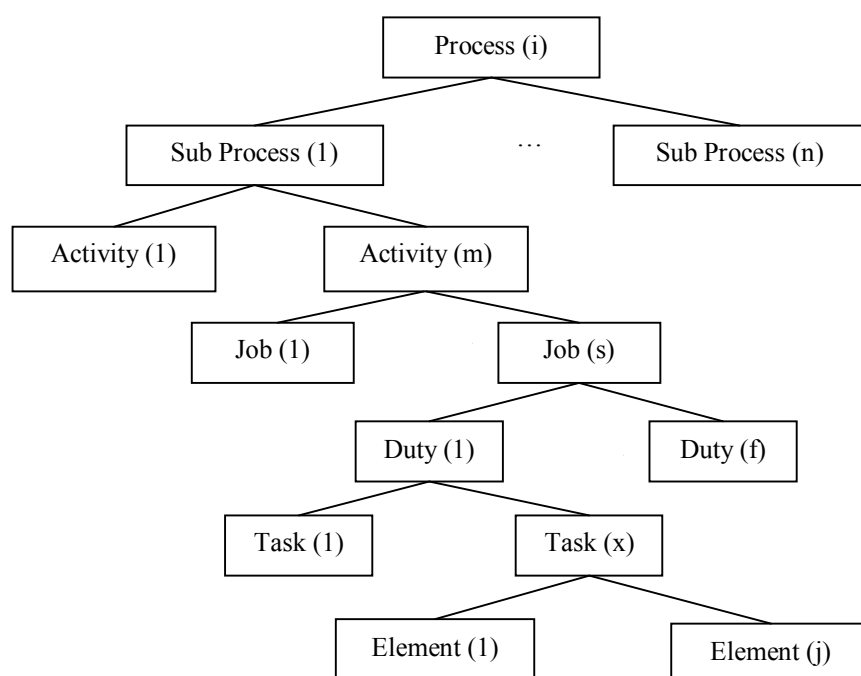 Process (i)
Sub Process (1)
...
Sub Process (n)
Activity (1)
Activity (m)
Job (1)
Job (s)
Duty (1)
Duty (f)
Task (1)
Task (x)
Element (1)
Element (j)